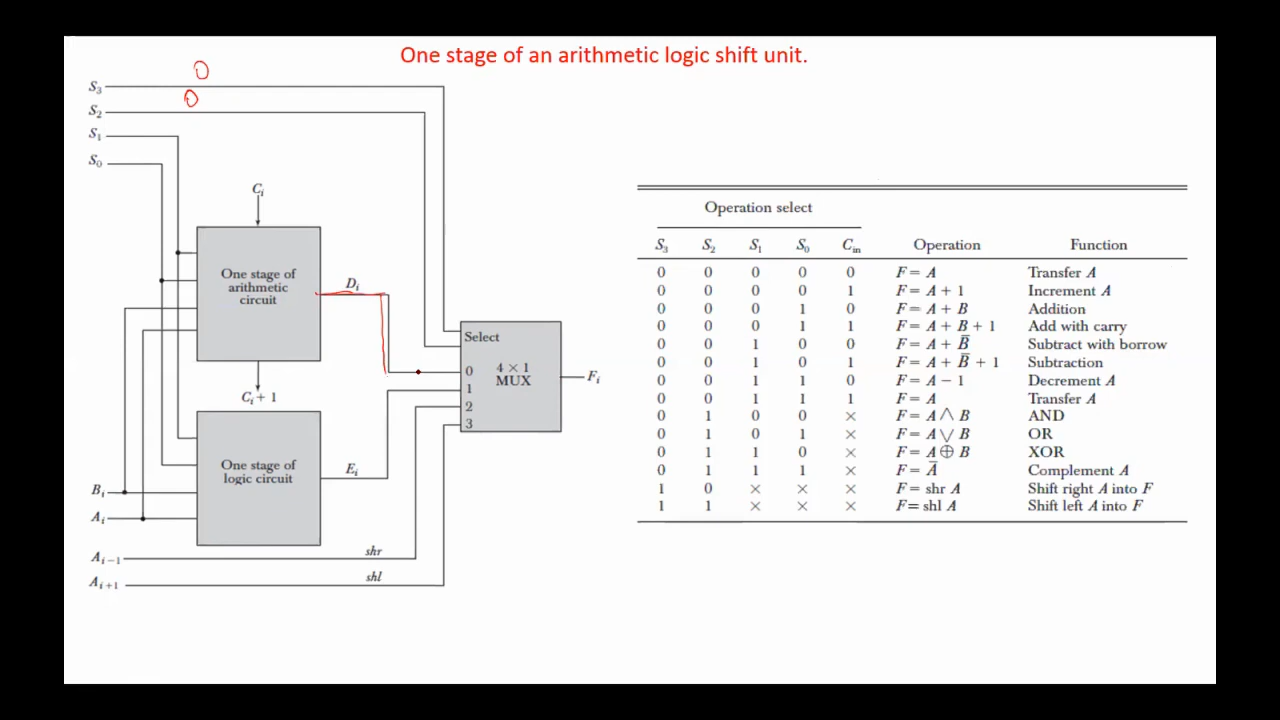 One stage of an arithmetic logic shift unit.
0
S3
0
S2
S1
S0
Ci
One stage of
arithmetic
circuit
Di
Select
0 4 × 1
1 MUX
2
3
Fi
Ci + 1
One stage of
logic circuit
Ei
Bi
Ai
Ai−1 shr
Ai+1 shl
Operation select
S3 S2 S1 S0 Cin Operation Function
0 0 0 0 0 F = A Transfer A
0 0 0 0 1 F = A + 1 Increment A
0 0 0 1 0 F = A + B Addition
0 0 0 1 1 F = A + B + 1 Add with carry
0 0 1 0 0 F = A + B̅ Subtract with borrow
0 0 1 0 1 F = A + B̅ + 1 Subtraction
0 0 1 1 0 F = A − 1 Decrement A
0 0 1 1 1 F = A Transfer A
0 1 0 0 × F = A ∧ B AND
0 1 0 1 × F = A ∨ B OR
0 1 1 0 × F = A ⊕ B XOR
0 1 1 1 × F = A̅ Complement A
1 0 × × × F = shr A Shift right A into F
1 1 × × × F = shl A Shift left A into F